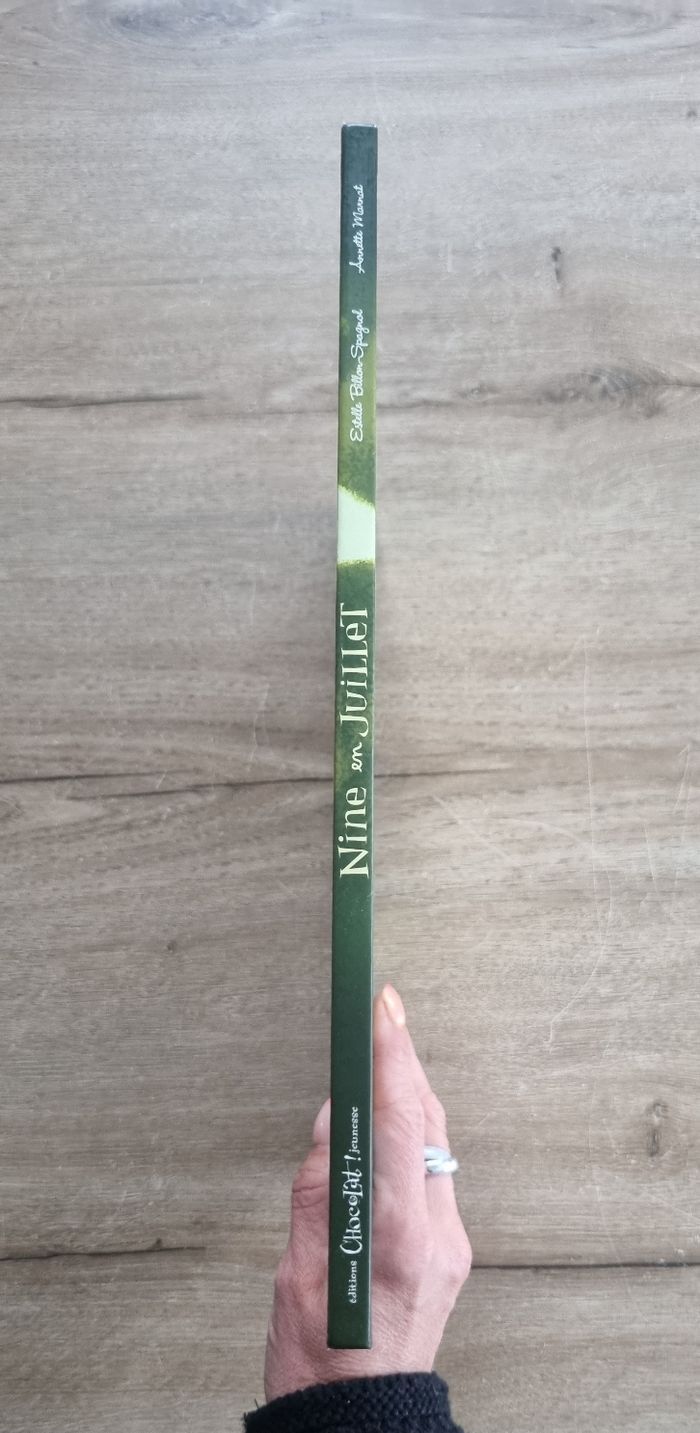 éditions CHocoLat ! jeunesse
Nine en JuiLLeT
Estelle Billon-Spagnol
Annette Marnat